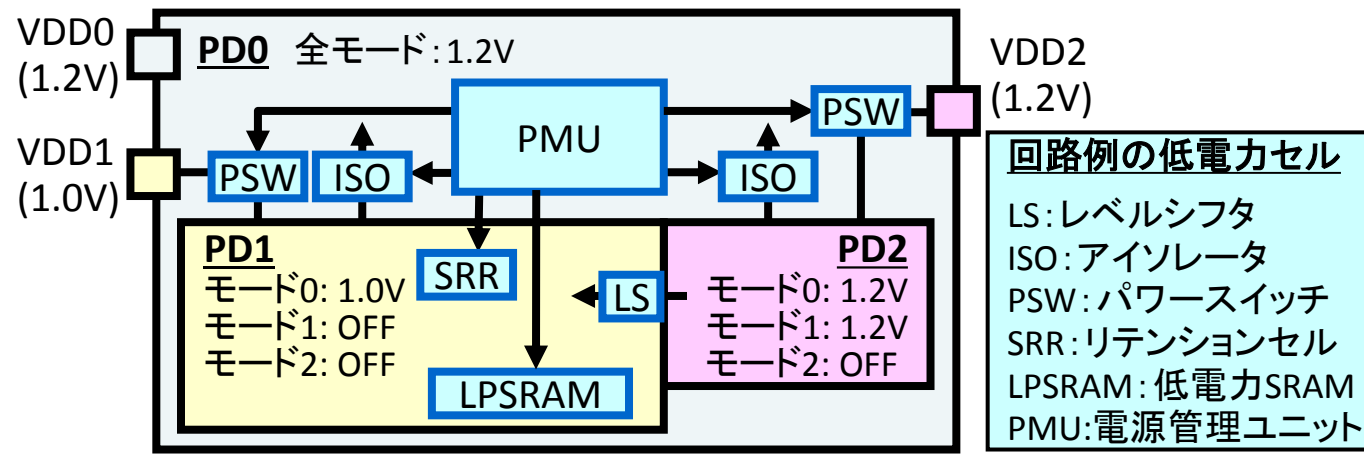 VDD0
(1.2V)
PD0 全モード:1.2V
VDD2
(1.2V)
PSW
PMU
VDD1
(1.0V)
PSW
ISO
ISO
PD1
モード0: 1.0V
モード1: OFF
モード2: OFF
SRR
LPSRAM
LS
PD2
モード0: 1.2V
モード1: 1.2V
モード2: OFF
回路例の低電力セル
LS:レベルシフタ
ISO:アイソレータ
PSW:パワースイッチ
SRR:リテンションセル
LPSRAM:低電力SRAM
PMU:電源管理ユニット